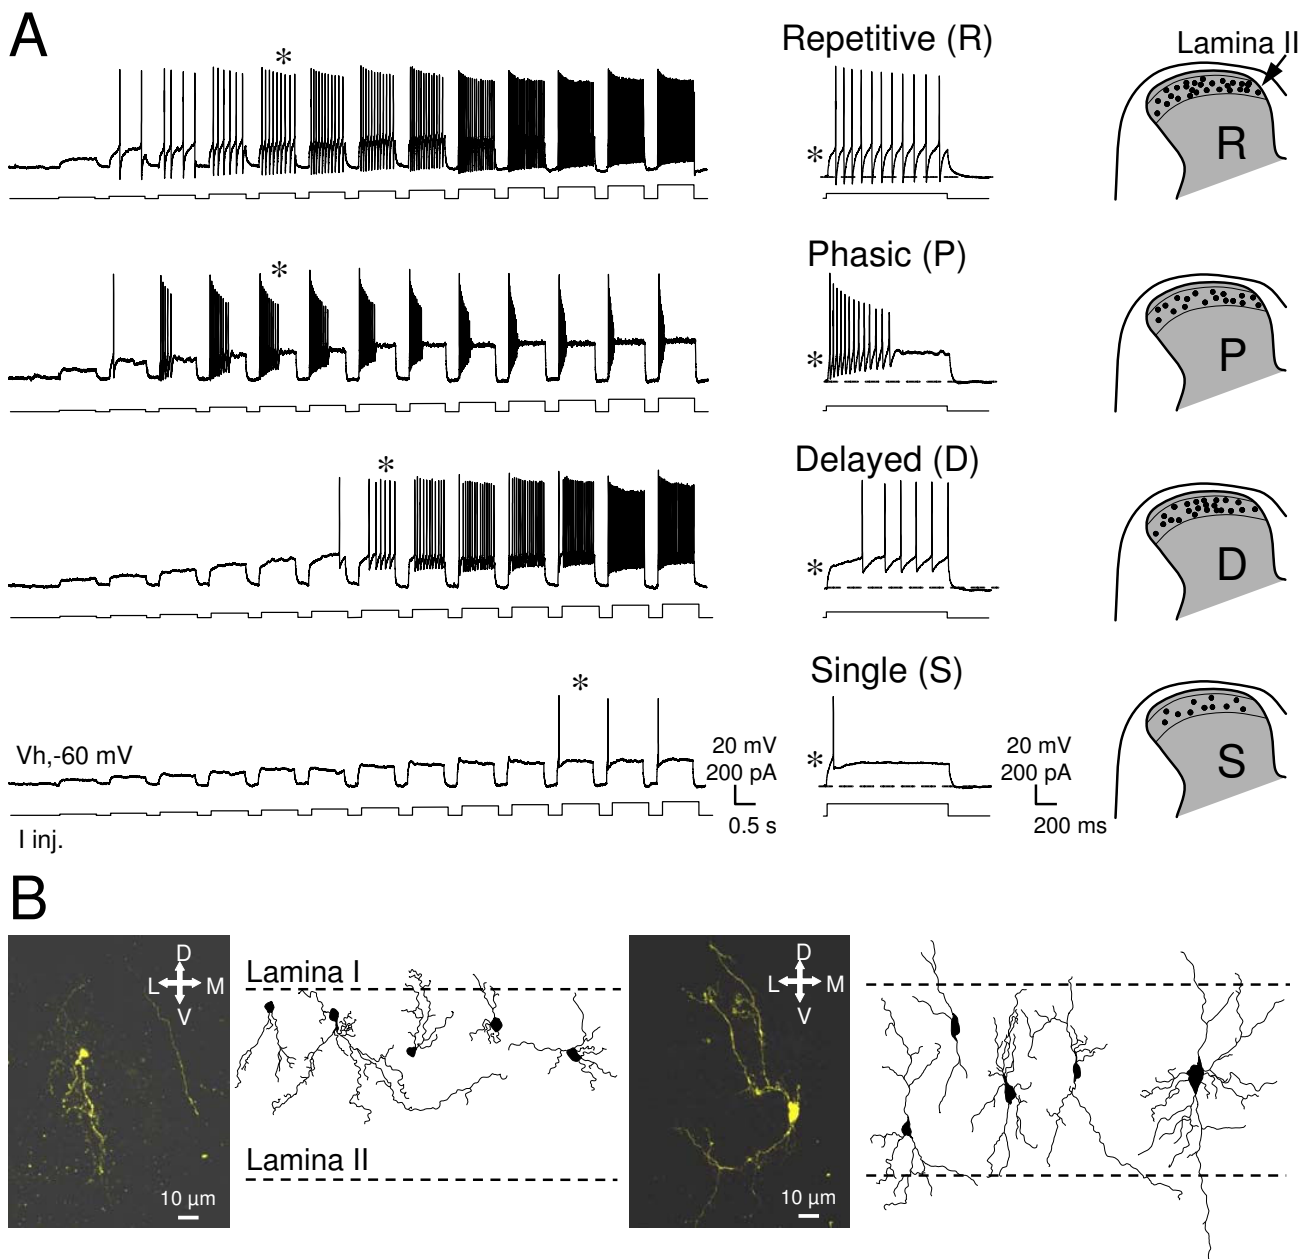 A
Repetitive (R)
Lamina II
*
*
R
Phasic (P)
*
*
P
Delayed (D)
*
*
D
Single (S)
*
*
S
Vh,-60 mV
20 mV
200 pA
0.5 s
20 mV
200 pA
200 ms
I inj.
B
D
L M
V
10 µm
Lamina I
Lamina II
D
L M
V
10 µm